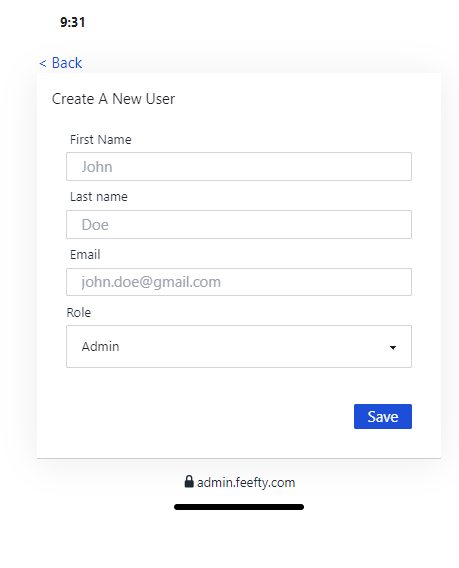 9:31
< Back
Create A New User
First Name
John
Last name
Doe
Email
john.doe@gmail.com
Role
Admin
Save
admin.feefty.com